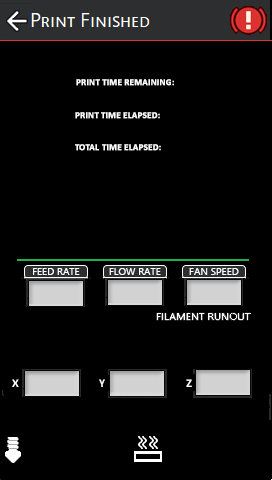 Print Finished
PRINT TIME REMAINING:
PRINT TIME ELAPSED:
TOTAL TIME ELAPSED:
FEED RATE FLOW RATE FAN SPEED
FILAMENT RUNOUT
X Y Z